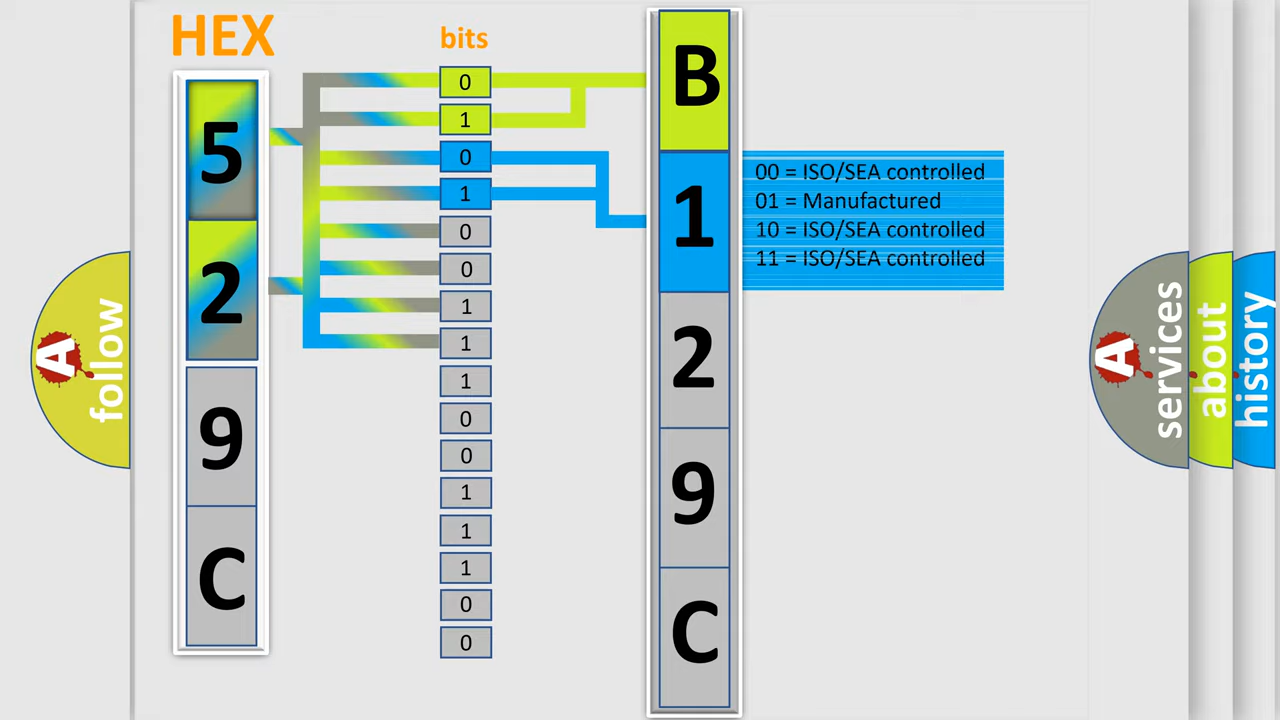 HEX
bits
5
2
9
C
0
1
0
1
0
0
1
1
1
0
0
1
1
1
0
0
B
1
2
9
C
00 = ISO/SEA controlled
01 = Manufactured
10 = ISO/SEA controlled
11 = ISO/SEA controlled
A
follow
A
services
about
history